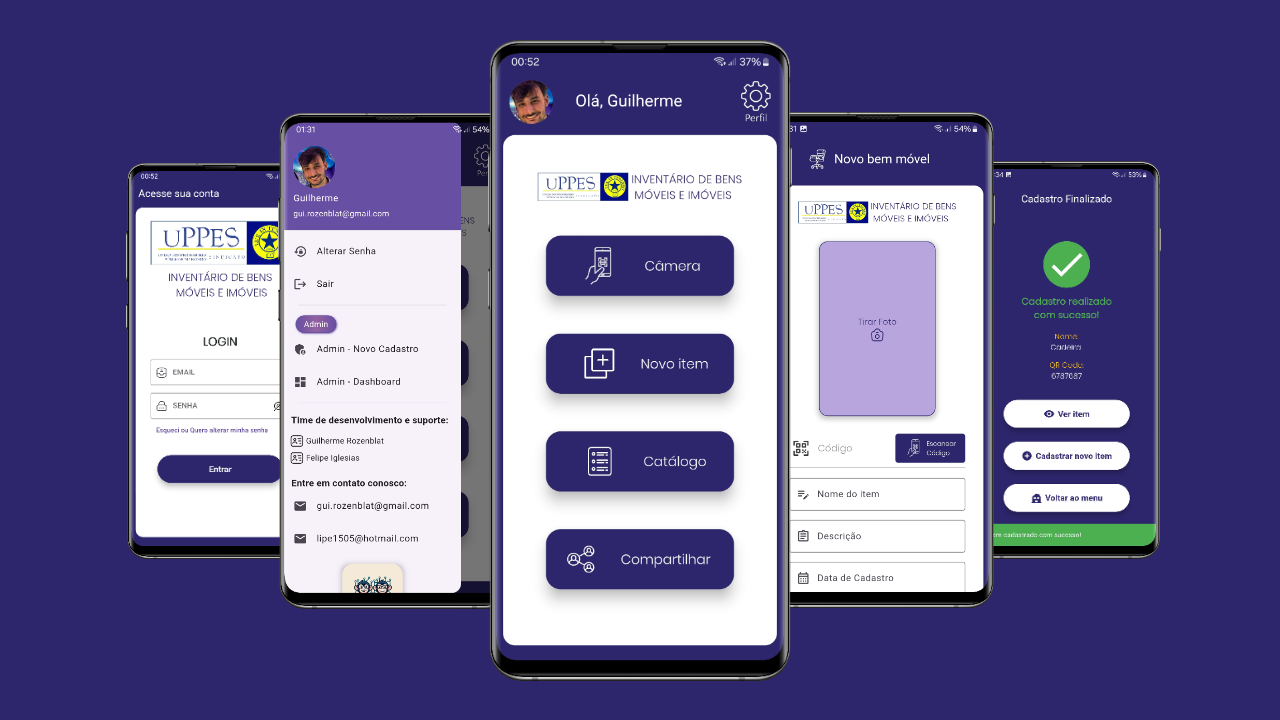 00:52
Acesse sua conta
UPPES
SINDICATO
INVENTÁRIO DE BENS
MÓVEIS E IMÓVEIS
LOGIN
EMAIL
SENHA
Esqueci ou Quero alterar minha senha
Entrar
01:31
54%
Guilherme
gui.rozenblat@gmail.com
Alterar Senha
Sair
Admin
Admin - Novo Cadastro
Admin - Dashboard
Time de desenvolvimento e suporte:
Guilherme Rozenblat
Felipe Iglesias
Entre em contato conosco:
gui.rozenblat@gmail.com
lipe1505@hotmail.com
00:52
37%
Olá, Guilherme
Perfil
UPPES
INVENTÁRIO DE BENS
MÓVEIS E IMÓVEIS
Câmera
Novo item
Catálogo
Compartilhar
31
54%
Novo bem móvel
UPPES
INVENTÁRIO DE BENS
MÓVEIS E IMÓVEIS
Tirar Foto
Código
Escanear
Código
Nome do item
Descrição
Data de Cadastro
:34
53%
Cadastro Finalizado
Cadastro realizado
com sucesso!
Nome:
Cadeira
QR Code:
6737037
Ver item
Cadastrar novo item
Voltar ao menu
em cadastrado com sucesso!